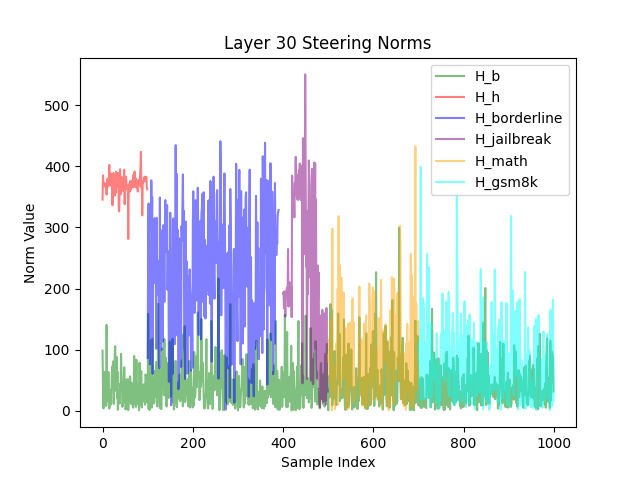 Layer 30 Steering Norms
H_b
H_h
H_borderline
H_jailbreak
H_math
H_gsm8k
500
400
300
200
100
0
Norm Value
0
200
400
600
800
1000
Sample Index